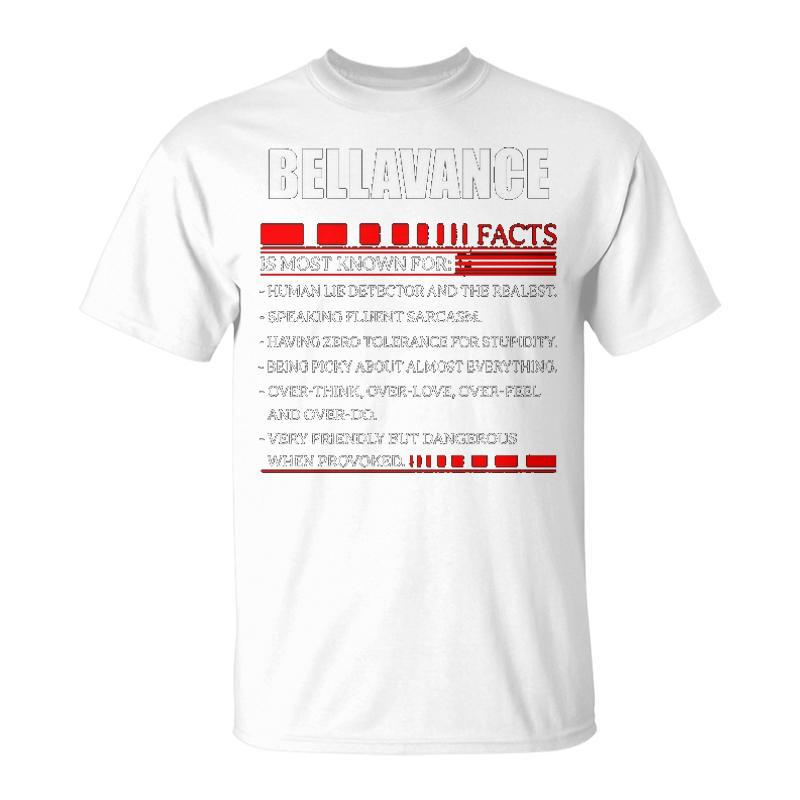 BELLAVANCE
FACTS
IS MOST KNOWN FOR:
- HUMAN LIE DETECTOR AND THE REALEST.
- SPEAKING FLUENT SARCASM.
- HAVING ZERO TOLERANCE FOR STUPIDITY.
- BEING PICKY ABOUT ALMOST EVERYTHING.
- OVER-THINK, OVER-LOVE, OVER-FEEL
AND OVER-DO.
- VERY FRIENDLY BUT DANGEROUS
WHEN PROVOKED.